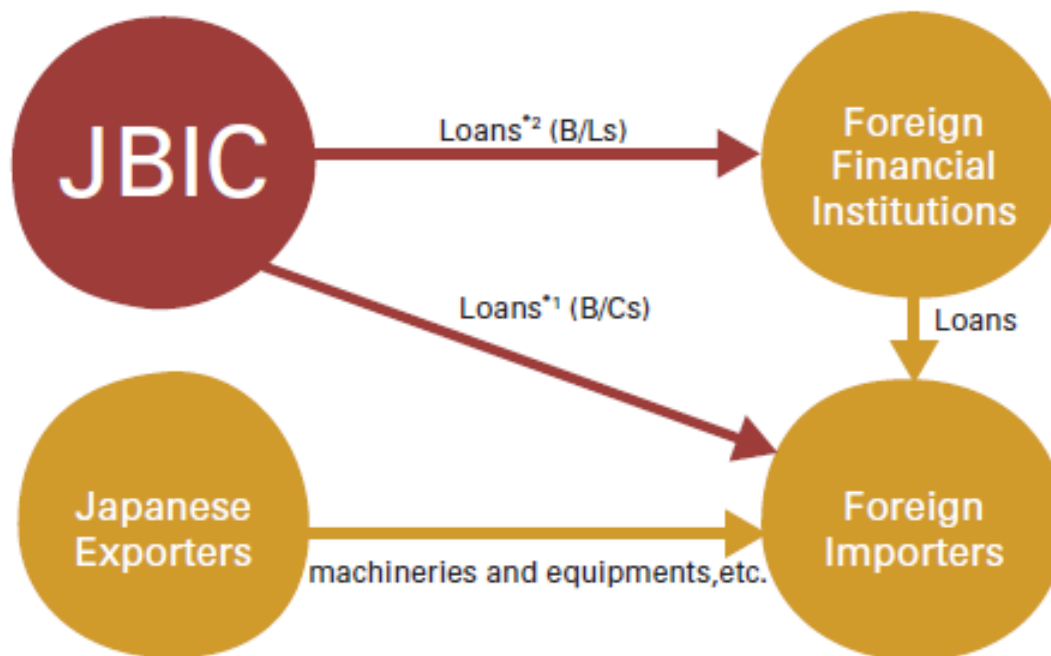 JBIC
Loans*2 (B/Ls)
Foreign
Financial
Institutions
Loans*1 (B/Cs)
Loans
Japanese
Exporters
machineries and equipments,etc.
Foreign
Importers